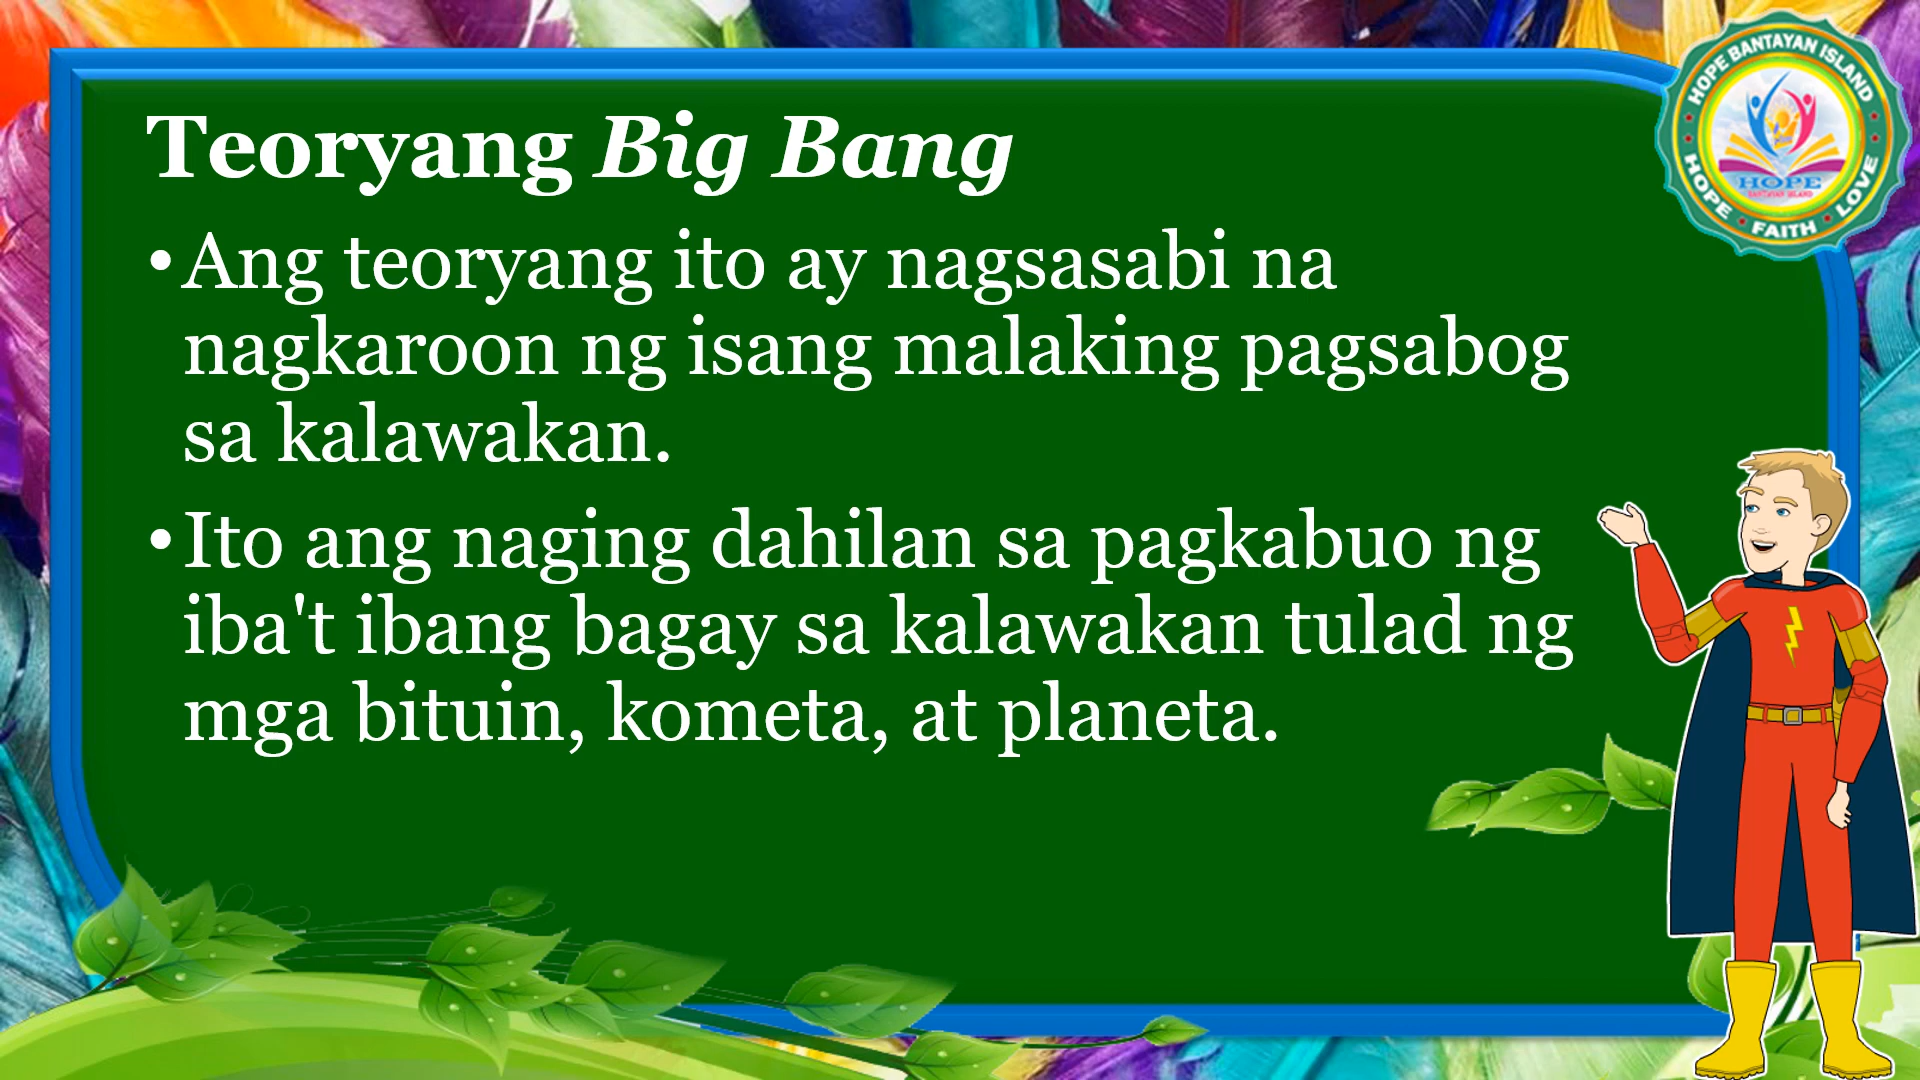 Teoryang Big Bang
• Ang teoryang ito ay nagsasabi na
nagkaroon ng isang malaking pagsabog
sa kalawakan.
• Ito ang naging dahilan sa pagkabuo ng
iba't ibang bagay sa kalawakan tulad ng
mga bituin, kometa, at planeta.
HOPE BANTAYAN ISLAND
HOPE
BANTAYAN ISLAND
HOPE • FAITH • LOVE